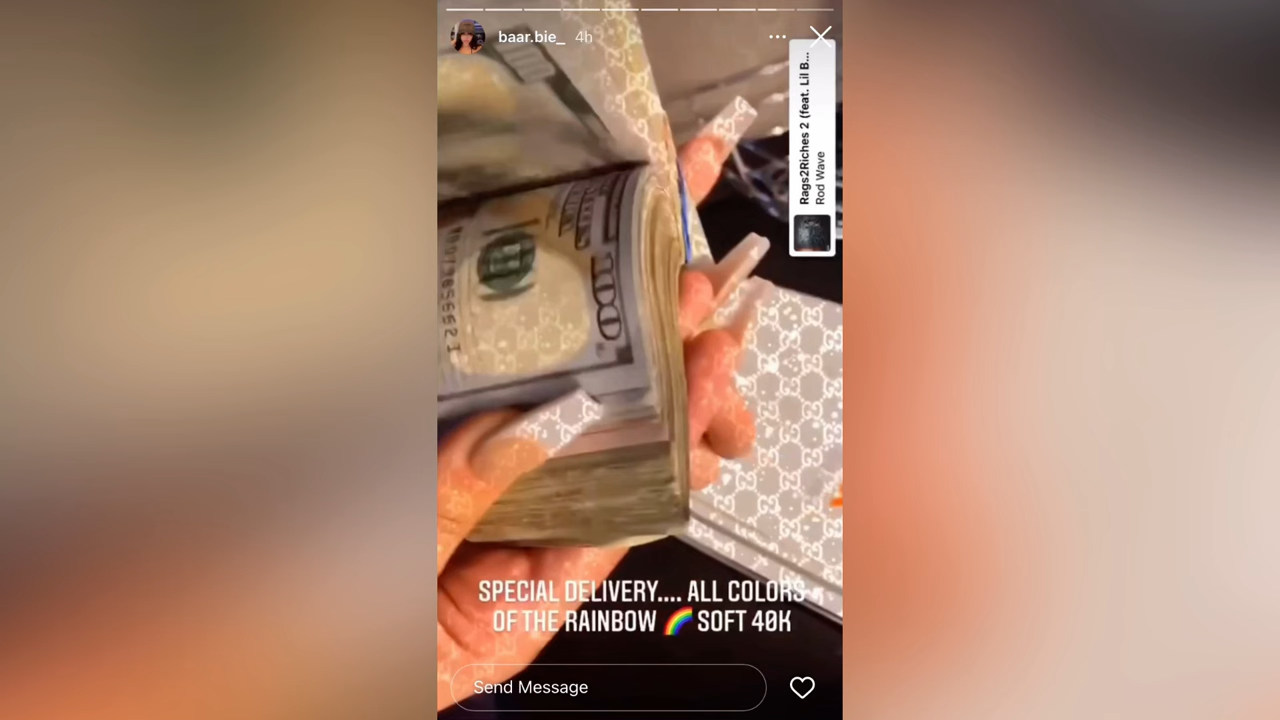 baar.bie_ 4h
Rags2Riches 2 (feat. Lil B...
Rod Wave
100
SPECIAL DELIVERY.... ALL COLORS
OF THE RAINBOW 🌈 SOFT 40K
Send Message